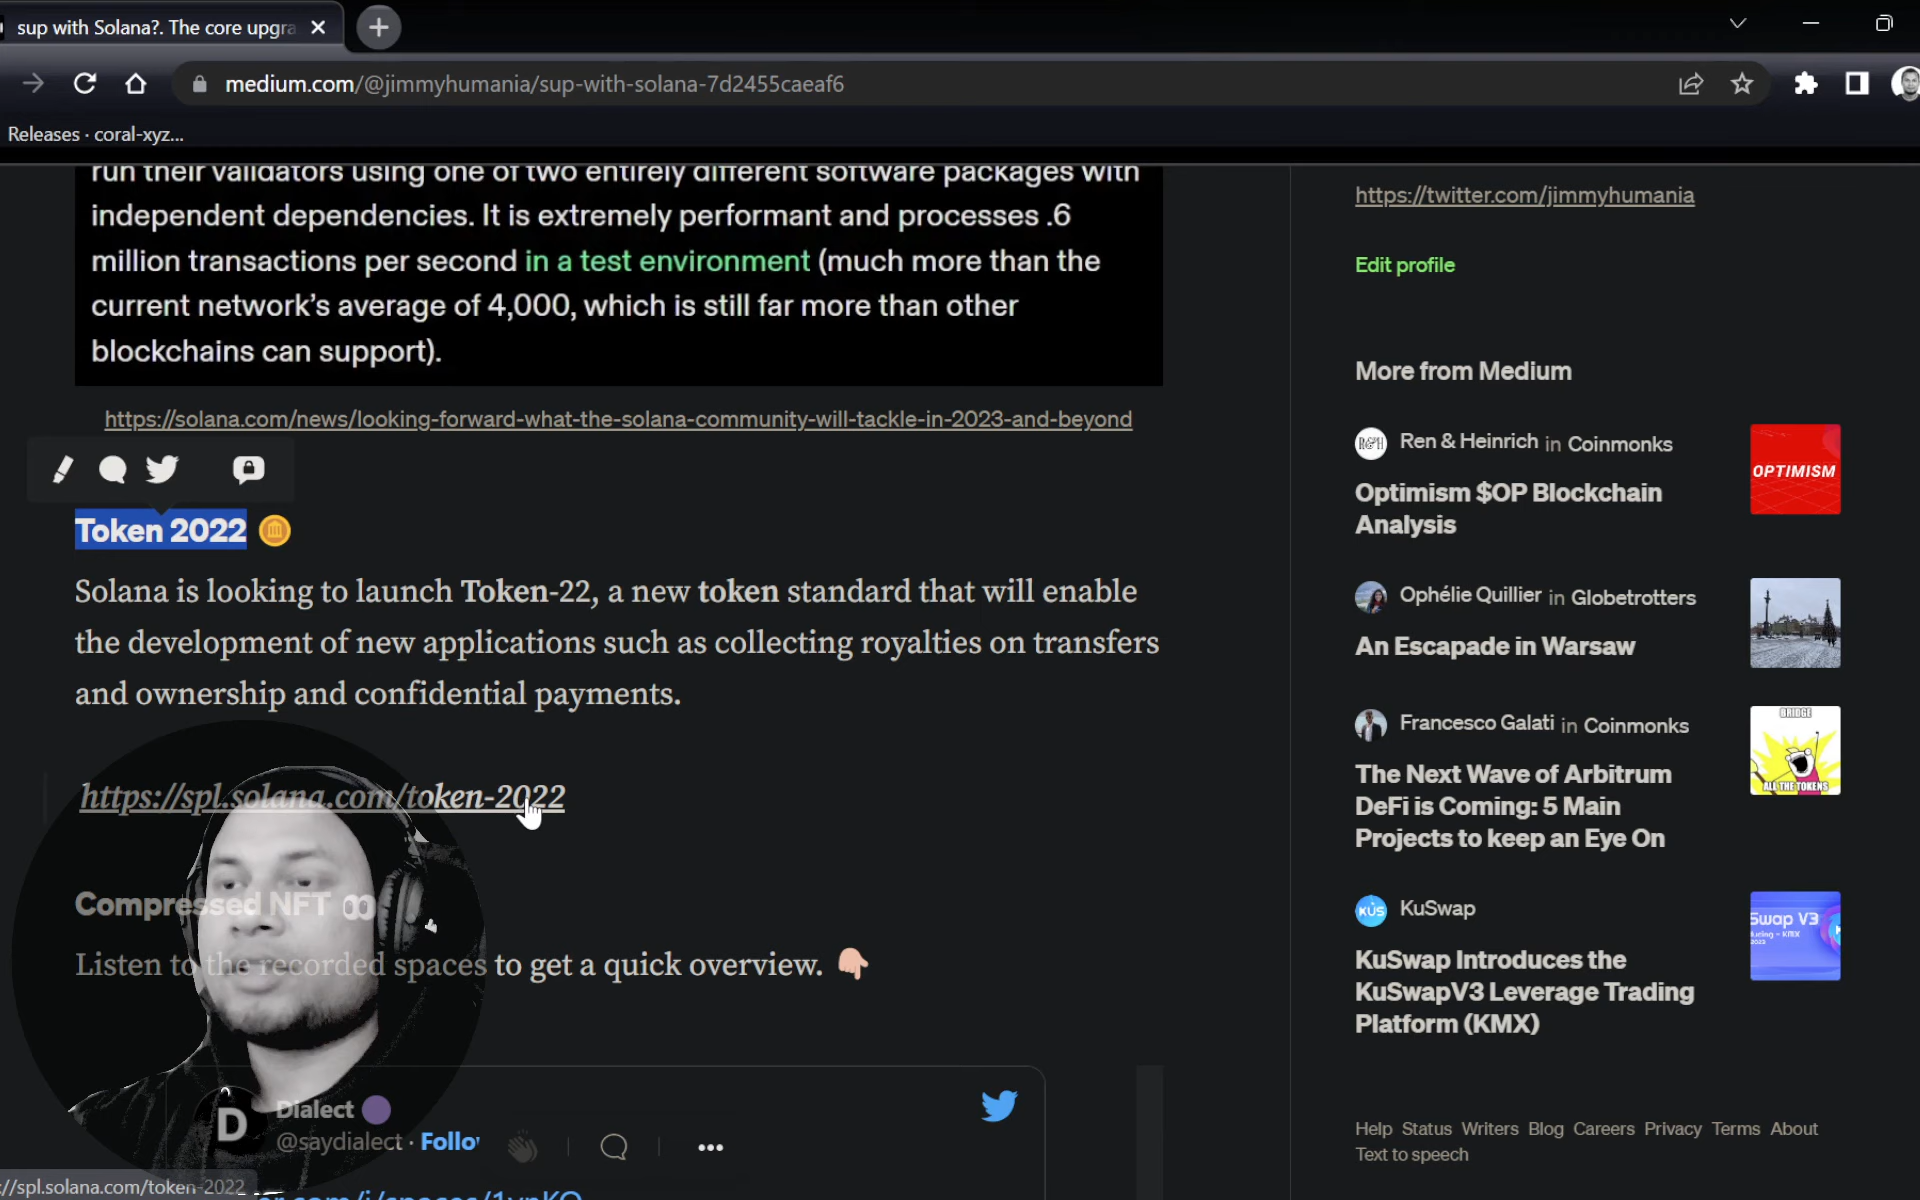 sup with Solana?. The core upgra
medium.com/@jimmyhumania/sup-with-solana-7d2455caeaf6
Releases · coral-xyz...
run their validators using one of two entirely different software packages with
independent dependencies. It is extremely performant and processes .6
million transactions per second in a test environment (much more than the
current network's average of 4,000, which is still far more than other
blockchains can support).
https://solana.com/news/looking-forward-what-the-solana-community-will-tackle-in-2023-and-beyond
Token 2022
Solana is looking to launch Token-22, a new token standard that will enable
the development of new applications such as collecting royalties on transfers
and ownership and confidential payments.
https://spl.solana.com/token-2022
Compressed NFT
Listen to the recorded spaces to get a quick overview.
D
Dialect
@saydialect · Follo
//spl.solana.com/token-2022
https://twitter.com/jimmyhumania
Edit profile
More from Medium
R&H
Ren & Heinrich in Coinmonks
Optimism $OP Blockchain
Analysis
OPTIMISM
Ophélie Quillier in Globetrotters
An Escapade in Warsaw
Francesco Galati in Coinmonks
The Next Wave of Arbitrum
DeFi is Coming: 5 Main
Projects to keep an Eye On
BRIDGE
ALL THE TOKENS
KUS
KuSwap
KuSwap Introduces the
KuSwapV3 Leverage Trading
Platform (KMX)
Swap V3
Help Status Writers Blog Careers Privacy Terms About
Text to speech